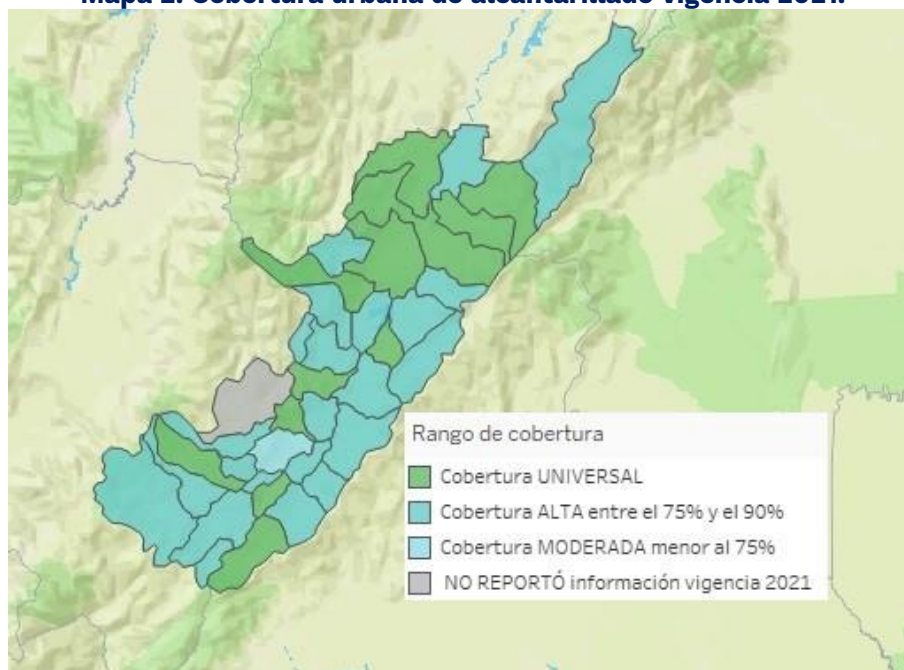 Mapa 2. Cobertura urbana de alcantarillado vigencia 2021.
Rango de cobertura
Cobertura UNIVERSAL
Cobertura ALTA entre el 75% y el 90%
Cobertura MODERADA menor al 75%
NO REPORTÓ información vigencia 2021